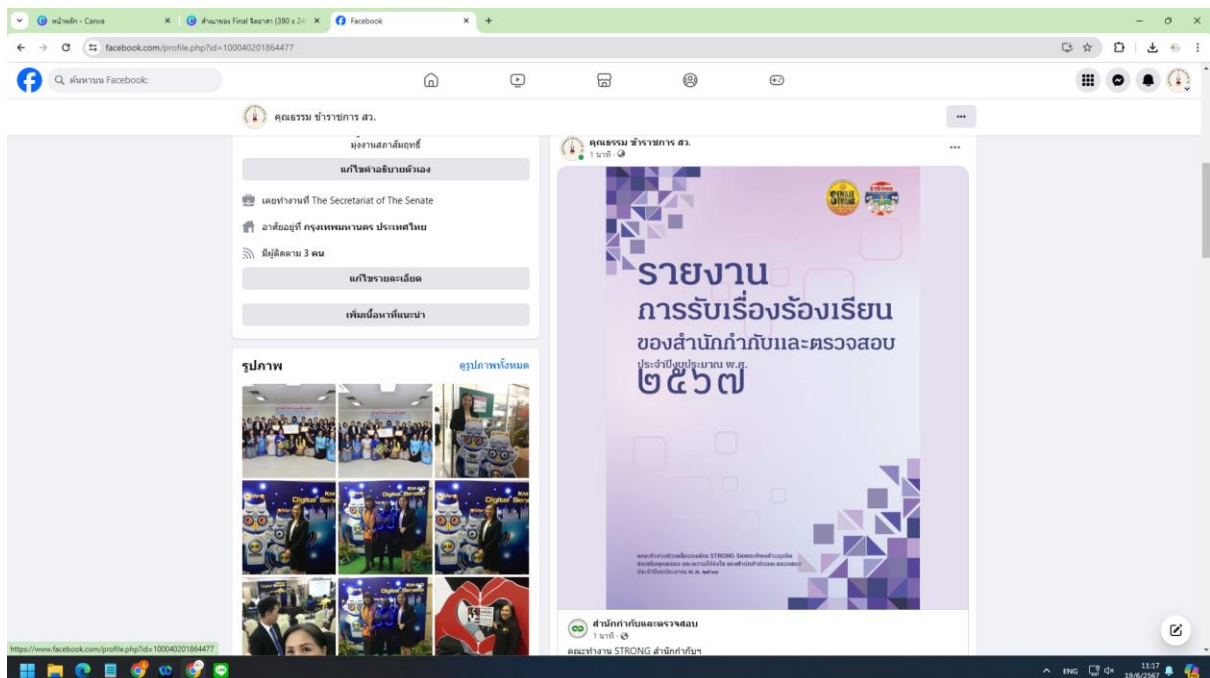 หน้าหลัก - Canva
สำเนาของ Final จิตอาสา (390 x 24
Facebook
facebook.com/profile.php?id=100040201864477
ค้นหาบน Facebook
คุณธรรม ข้าราชการ สว.
มุ่งงานสภาสัมฤทธิ์
แก้ไขคำอธิบายตัวเอง
เคยทำงานที่ The Secretariat of The Senate
อาศัยอยู่ที่ กรุงเทพมหานคร ประเทศไทย
มีผู้ติดตาม 3 คน
แก้ไขรายละเอียด
เพิ่มเนื้อหาที่แนะนำ
รูปภาพ
ดูรูปภาพทั้งหมด
Digital
Digital
Digital
คุณธรรม ข้าราชการ สว.
1 นาที
SENATE
STRONG
STRONG
รายงาน
การรับเรื่องร้องเรียน
ของสำนักกำกับและตรวจสอบ
ประจำปีงบประมาณ พ.ศ.
๒๕๖๗
สำนักกำกับและตรวจสอบ
1 นาที
คณะทำงาน STRONG สำนักกำกับฯ
https://www.facebook.com/profile.php?id=100040201864477
ENG
11:17
19/6/2567